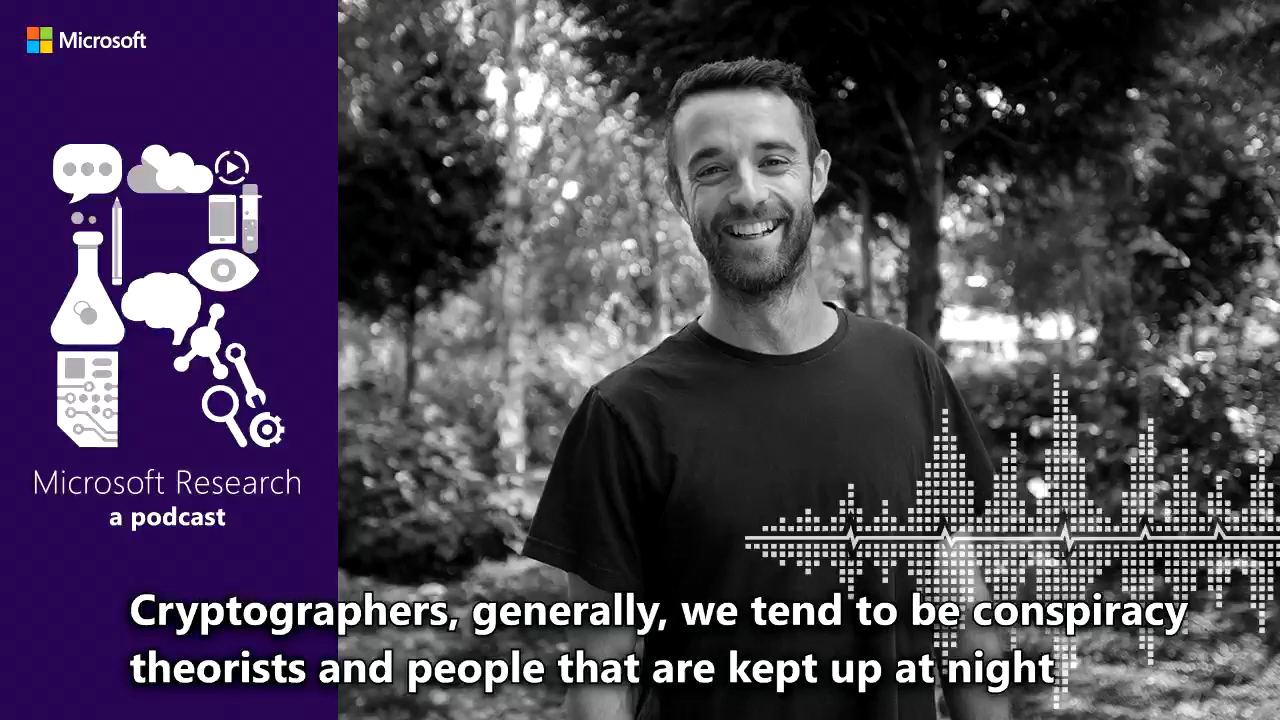 Microsoft
Microsoft Research
a podcast
Cryptographers, generally, we tend to be conspiracy
theorists and people that are kept up at night